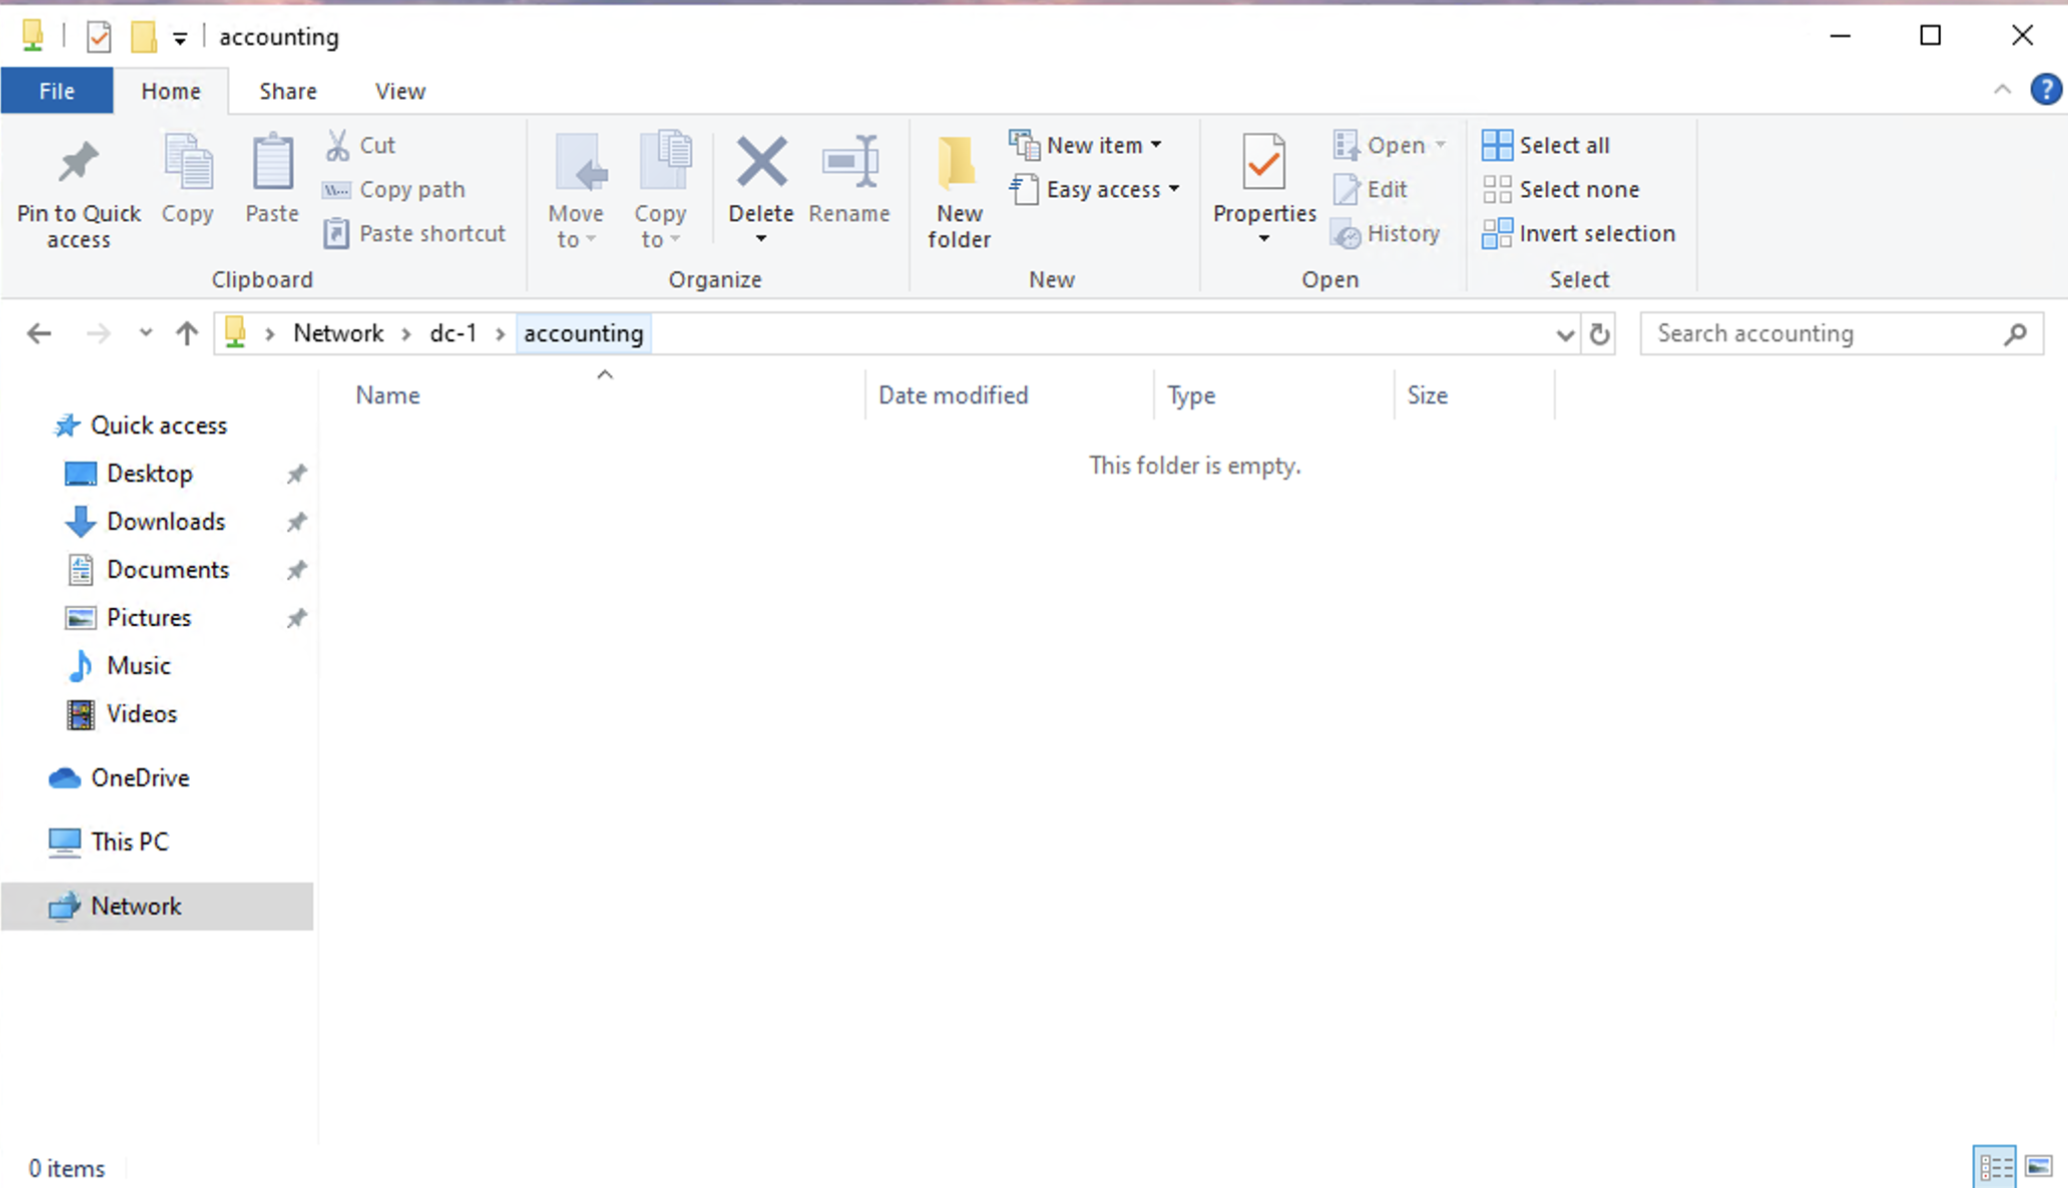 accounting
File Home Share View
Pin to Quick access
Copy
Paste
Cut
Copy path
Paste shortcut
Clipboard
Move to
Copy to
Delete
Rename
Organize
New folder
New item
Easy access
New
Properties
Open
Edit
History
Open
Select all
Select none
Invert selection
Select
Network > dc-1 > accounting
Search accounting
Name Date modified Type Size
This folder is empty.
Quick access
Desktop
Downloads
Documents
Pictures
Music
Videos
OneDrive
This PC
Network
0 items